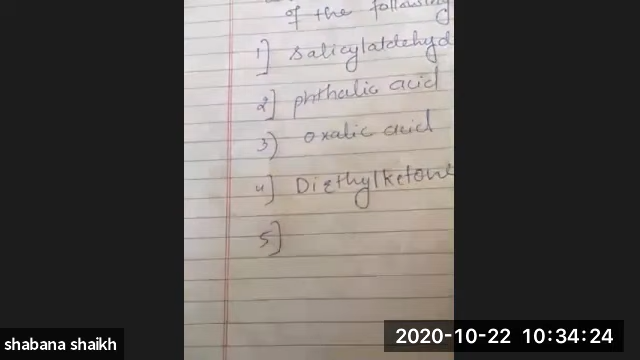 of the following
1] Salicylaldehyd
2] phthalic acid
3) oxalic acid
4] Diethylketone
5]
shabana shaikh
2020-10-22 10:34:24